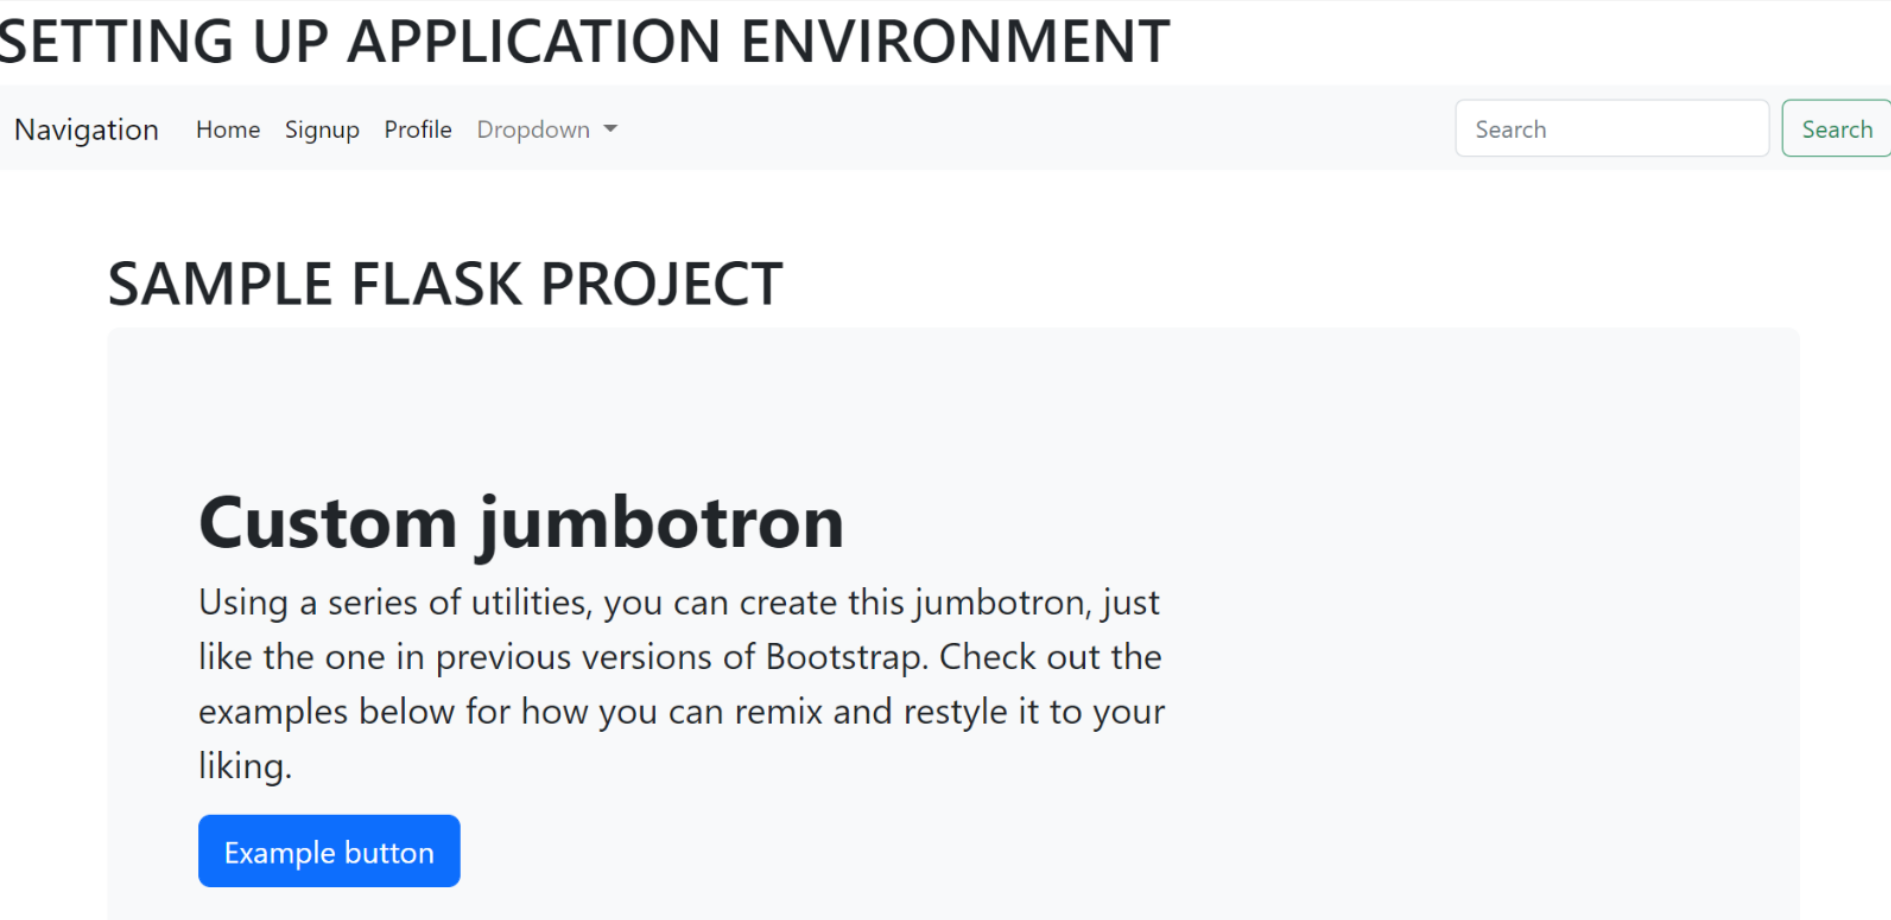 SETTING UP APPLICATION ENVIRONMENT
Navigation Home Signup Profile Dropdown Search Search
SAMPLE FLASK PROJECT
Custom jumbotron
Using a series of utilities, you can create this jumbotron, just
like the one in previous versions of Bootstrap. Check out the
examples below for how you can remix and restyle it to your
liking.
Example button